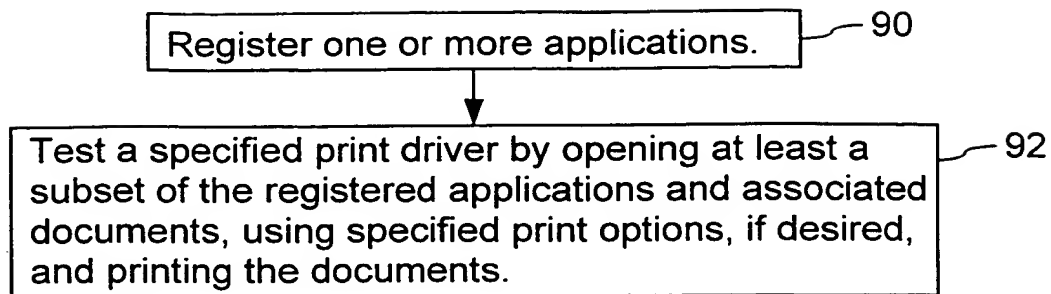 Register one or more applications.
90
Test a specified print driver by opening at least a
subset of the registered applications and associated
documents, using specified print options, if desired,
and printing the documents.
92